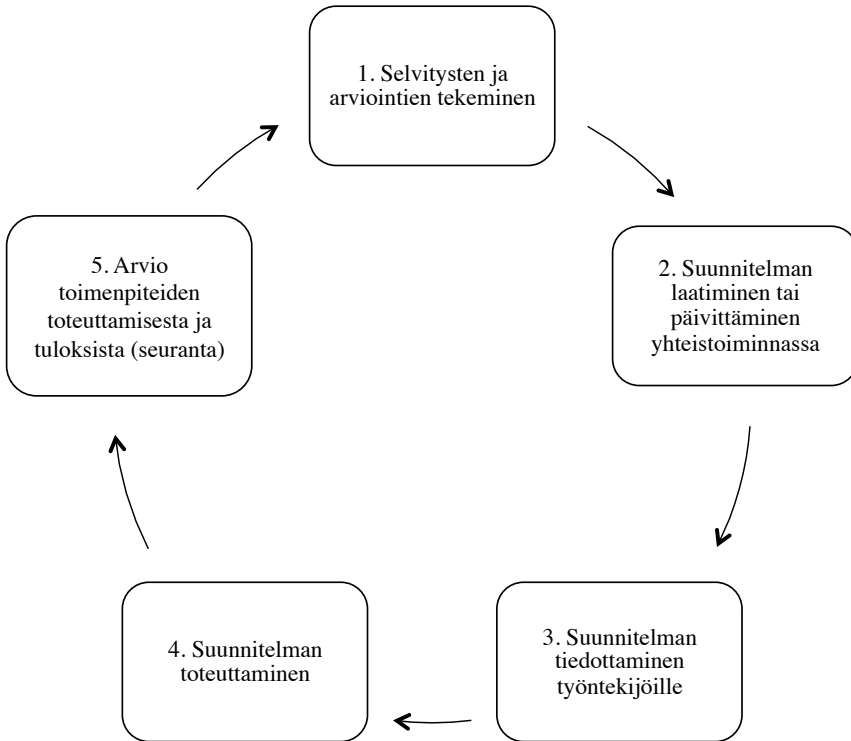 1. Selvitysten ja
arviointien tekeminen
2. Suunnitelman
laatiminen tai
päivittäminen
yhteistoiminnassa
3. Suunnitelman
tiedottaminen
työntekijöille
4. Suunnitelman
toteuttaminen
5. Arvio
toimenpiteiden
toteuttamisesta ja
tuloksista (seuranta)